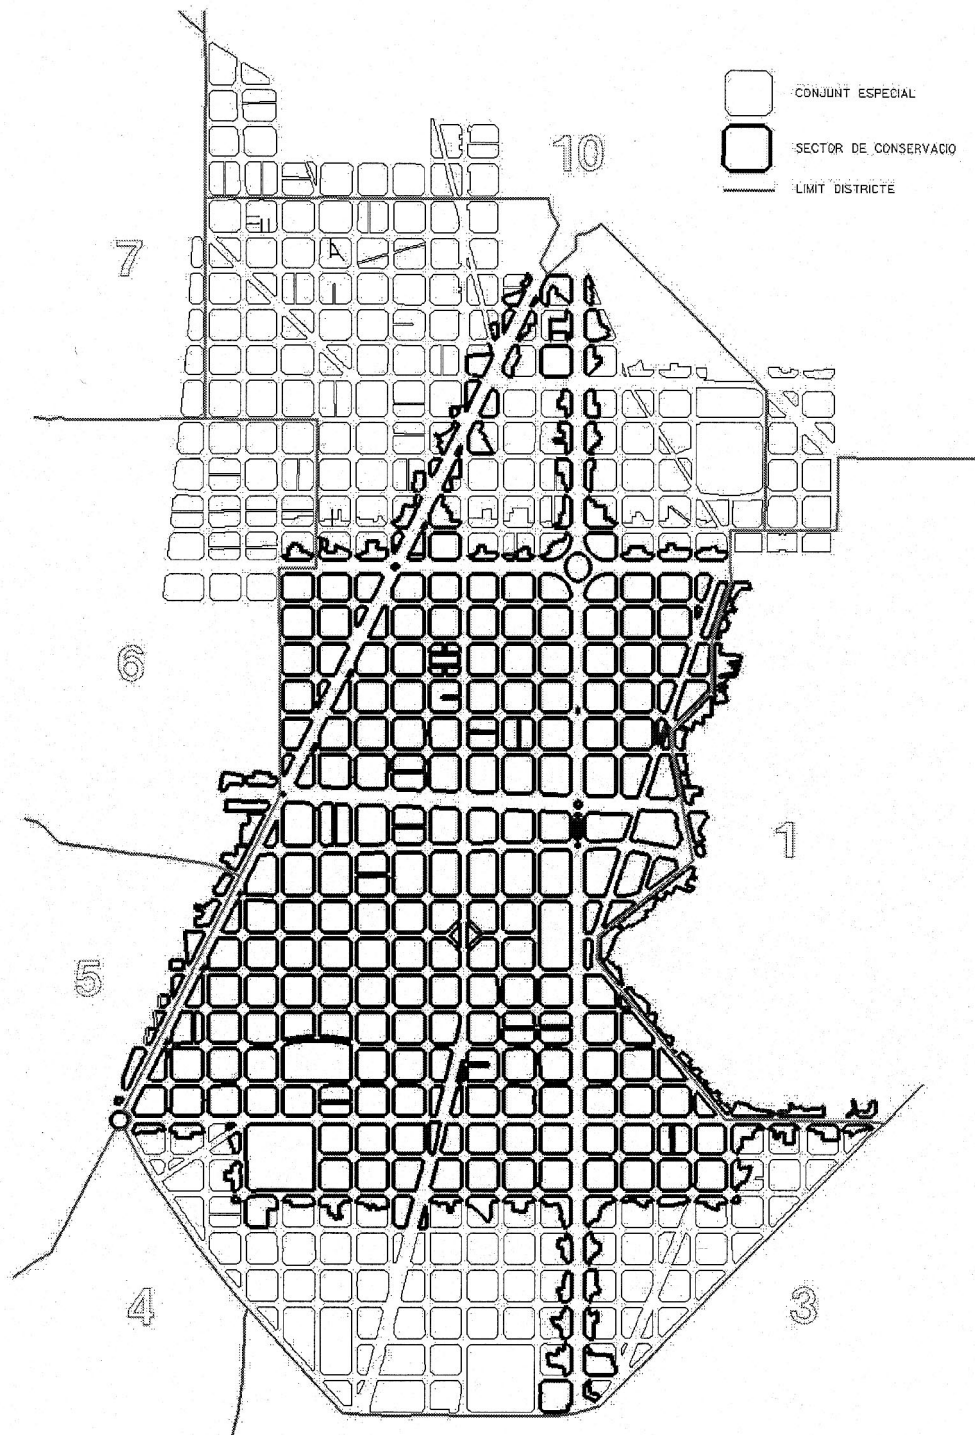 CONJUNT ESPECIAL
10
SECTOR DE CONSERVACIO
LIMIT DISTRICTE
7
6
1
5
4
3